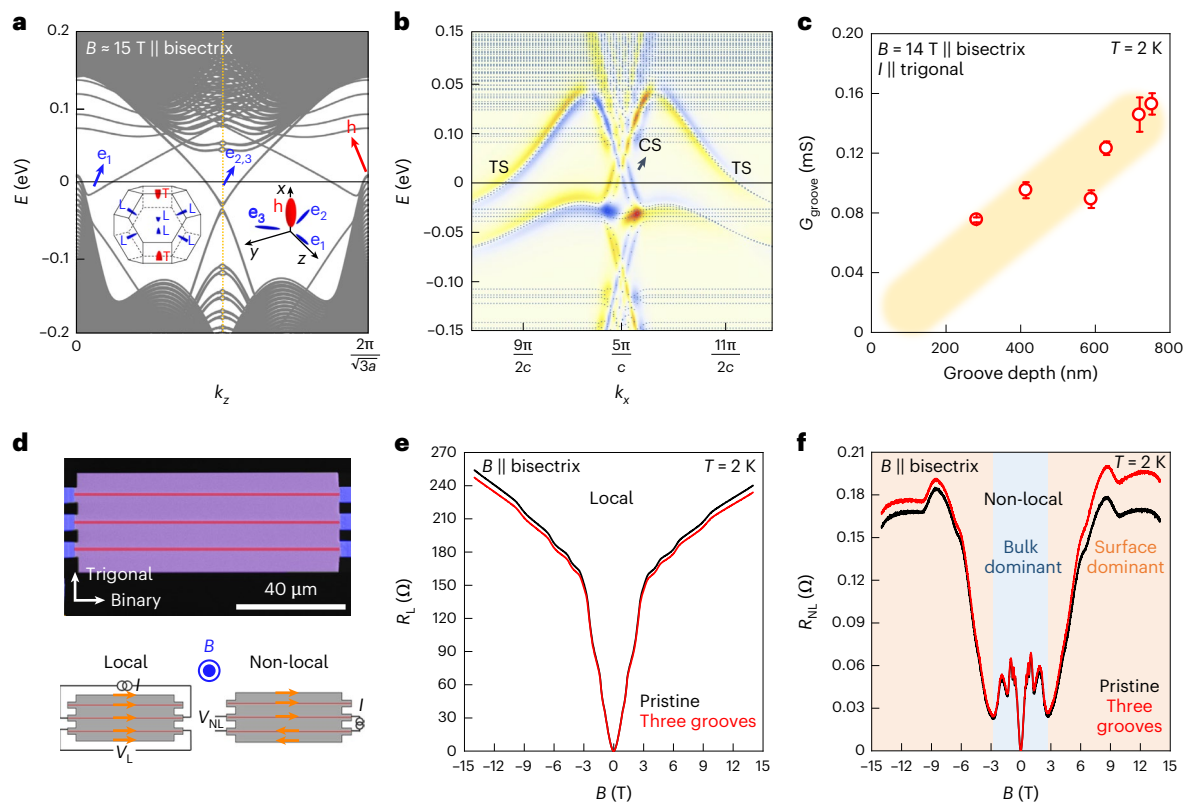 a
B ≈ 15 T || bisectrix
0.2
0.1
0
−0.1
−0.2
E (eV)
e1
e2,3
h
T
L
L
L
L
L
T
x
h
e3
e2
e1
y
z
0
2π
√3a
kz
b
0.15
0.05
0.10
0
−0.05
−0.10
−0.15
E (eV)
TS
CS
TS
9π
2c
5π
c
11π
2c
kx
c
B = 14 T || bisectrix
T = 2 K
I || trigonal
0.20
0.16
0.12
0.08
0.04
0
Ggroove (mS)
0 200 400 600 800
Groove depth (nm)
d
Trigonal
Binary
40 μm
B
Local
Non-local
I
VL
VNL
I
e
B || bisectrix
T = 2 K
Local
270
240
210
180
150
120
90
60
30
0
RL (Ω)
Pristine
Three grooves
−15 −12 −9 −6 −3 0 3 6 9 12 15
B (T)
f
B || bisectrix
T = 2 K
Non-local
Bulk
dominant
Surface
dominant
0.21
0.18
0.15
0.12
0.09
0.06
0.03
0
RNL (Ω)
Pristine
Three
grooves
−15 −12 −9 −6 −3 0 3 6 9 12 15
B (T)